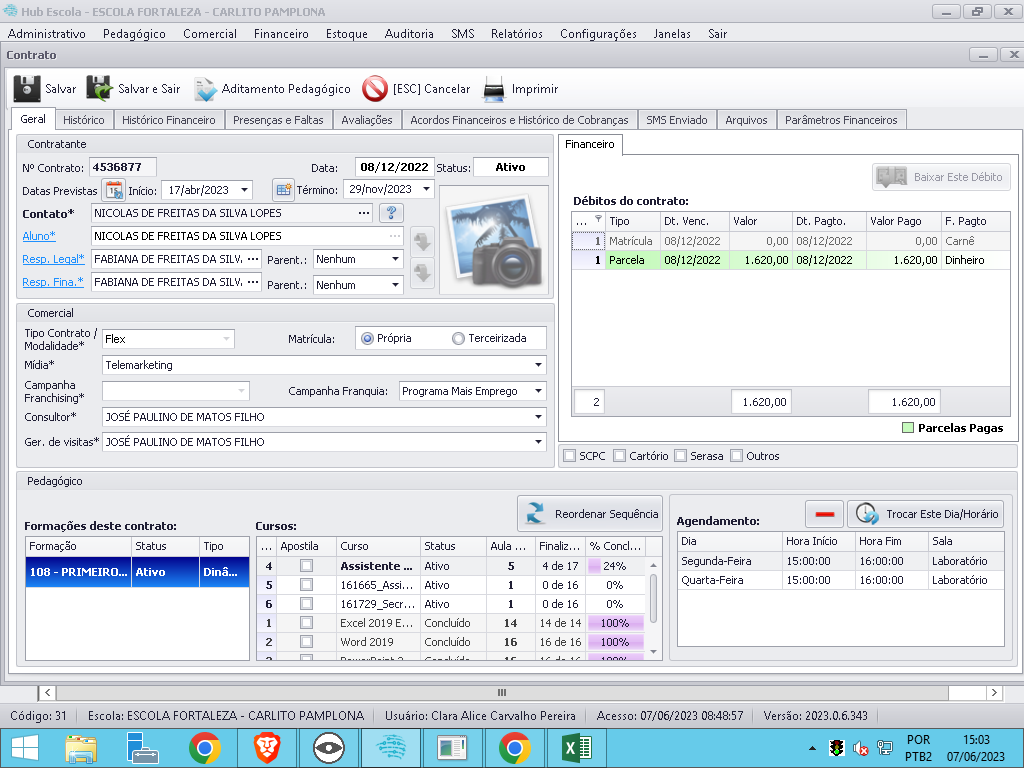 Hub Escola - ESCOLA FORTALEZA - CARLITO PAMPLONA
Administrativo Pedagógico Comercial Financeiro Estoque Auditoria SMS Relatórios Configurações Janelas Sair
Contrato
Salvar Salvar e Sair Aditamento Pedagógico [ESC] Cancelar Imprimir
Geral Histórico Histórico Financeiro Presenças e Faltas Avaliações Acordos Financeiros e Histórico de Cobranças SMS Enviado Arquivos Parâmetros Financeiros
Contratante
Nº Contrato: 4536877 Data: 08/12/2022 Status: Ativo
Datas Previstas Início: 17/abr/2023 Término: 29/nov/2023
Contato* NICOLAS DE FREITAS DA SILVA LOPES ... ?
Aluno* NICOLAS DE FREITAS DA SILVA LOPES ...
Resp. Legal* FABIANA DE FREITAS DA SILV. ... Parent.: Nenhum
Resp. Fina.* FABIANA DE FREITAS DA SILV. ... Parent.: Nenhum
Financeiro
Baixar Este Débito
Débitos do contrato:
... Tipo Dt. Venc. Valor Dt. Pagto. Valor Pago F. Pagto
1 Matrícula 08/12/2022 0,00 08/12/2022 0,00 Carnê
1 Parcela 08/12/2022 1.620,00 08/12/2022 1.620,00 Dinheiro
2 1.620,00 1.620,00
Parcelas Pagas
SCPC Cartório Serasa Outros
Comercial
Tipo Contrato / Modalidade* Flex Matrícula: Própria Terceirizada
Mídia* Telemarketing
Campanha Franchising* Campanha Franquia: Programa Mais Emprego
Consultor* JOSÉ PAULINO DE MATOS FILHO
Ger. de visitas* JOSÉ PAULINO DE MATOS FILHO
Pedagógico
Formações deste contrato:
Formação Status Tipo
108 - PRIMEIRO... Ativo Dinâ...
Cursos: Reordenar Sequência
... Apostila Curso Status Aula ... Finaliz... % Concl...
4 Assistente ... Ativo 5 4 de 17 24%
5 161665_Assi... Ativo 1 0 de 16 0%
6 161729_Secr... Ativo 1 0 de 16 0%
1 Excel 2019 E... Concluído 14 14 de 14 100%
2 Word 2019 Concluído 16 16 de 16 100%
3 PowerPoint 2... Concluído 16 16 de 16 100%
Agendamento: Trocar Este Dia/Horário
Dia Hora Início Hora Fim Sala
Segunda-Feira 15:00:00 16:00:00 Laboratório
Quarta-Feira 15:00:00 16:00:00 Laboratório
Código: 31 Escola: ESCOLA FORTALEZA - CARLITO PAMPLONA Usuário: Clara Alice Carvalho Pereira Acesso: 07/06/2023 08:48:57 Versão: 2023.0.6.343
POR 15:03
PTB2 07/06/2023